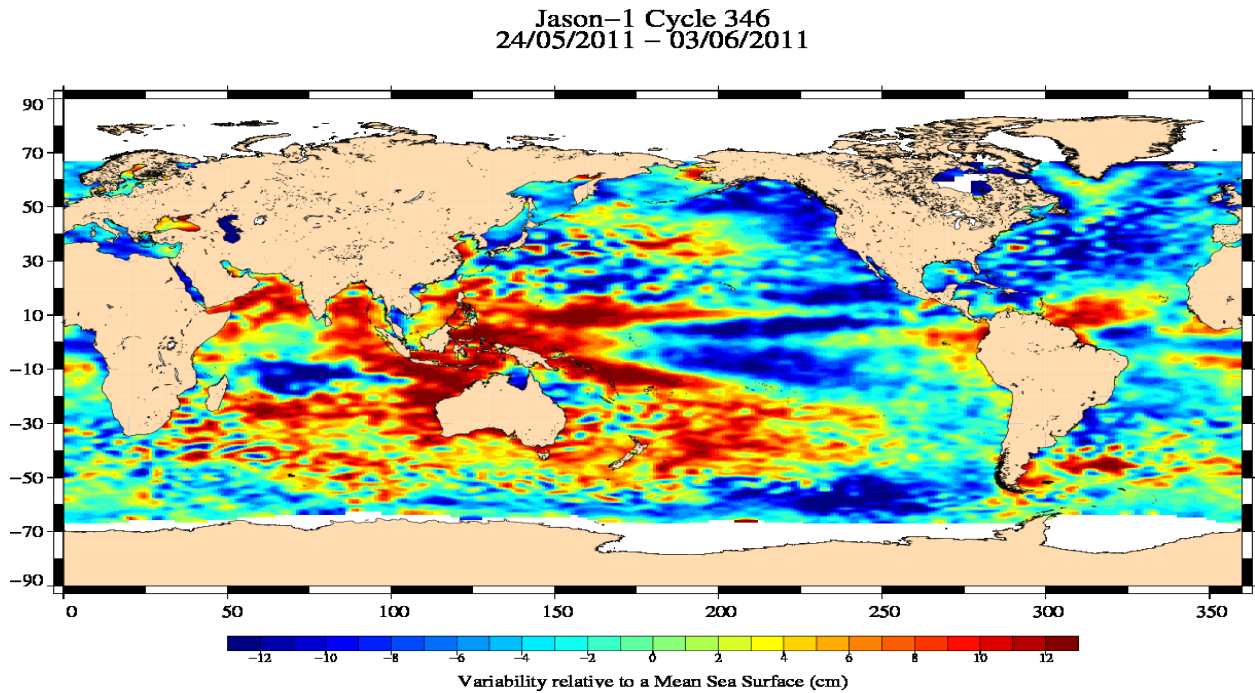 Jason−1 Cycle 346
24/05/2011 − 03/06/2011
90
70
50
30
10
−10
−30
−50
−70
−90
0 50 100 150 200 250 300 350
−12 −10 −8 −6 −4 −2 0 2 4 6 8 10 12
Variability relative to a Mean Sea Surface (cm)